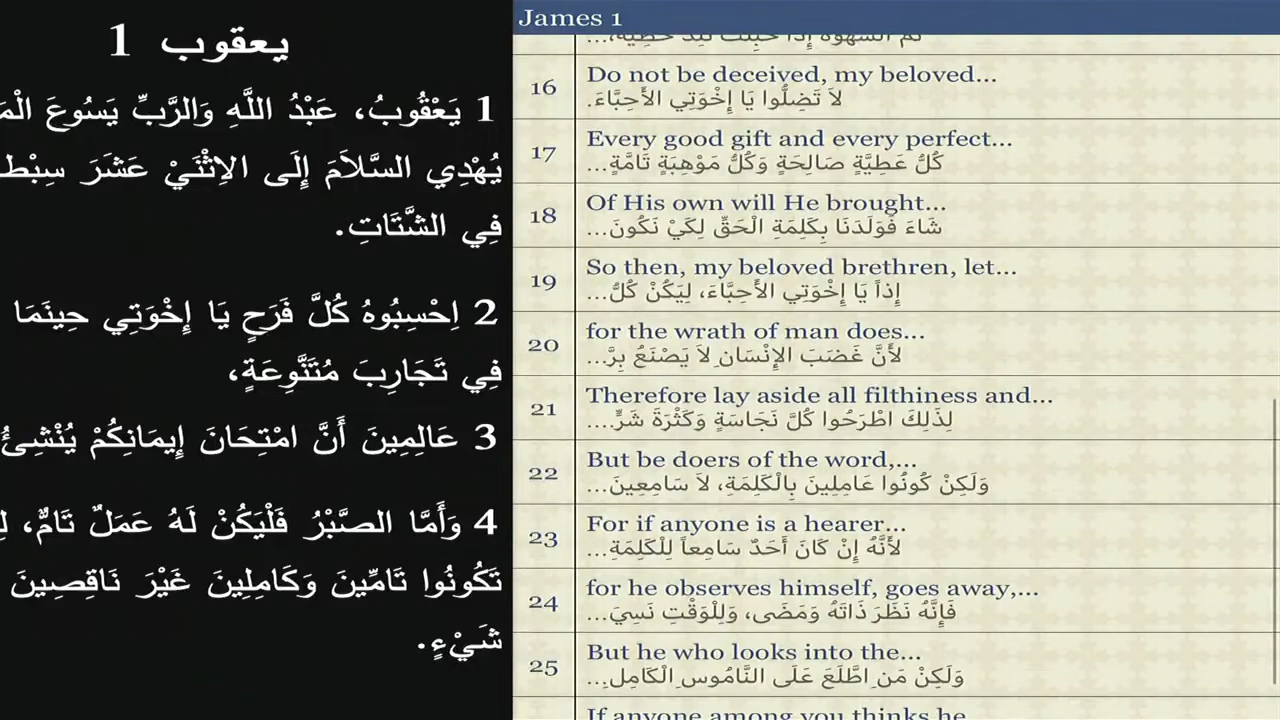 يعقوب 1
1 يَعْقُوبُ، عَبْدُ اللَّهِ وَالرَّبِّ يَسُوعَ
يُهْدِي السَّلاَمَ إِلَى الاِثْنَيْ عَشَرَ سِبْط
فِي الشَّتَاتِ.
2 اِحْسِبُوهُ كُلَّ فَرَحٍ يَا إِخْوَتِي حِينَمَا
فِي تَجَارِبَ مُتَنَّوِعَةٍ،
3 عَالِمِينَ أَنَّ امْتِحَانَ إِيمَانِكُمْ يُنْشِئُ
4 وَأَمَّا الصَّبْرُ فَلْيَكُنْ لَهُ عَمَلٌ تَامٌّ،
تَكُونُوا تَامِّينَ وَكَامِلِينَ غَيْرَ نَاقِصِينَ
شَيْءٍ.
James 1
16
Do not be deceived, my beloved...
لاَ تَضِلُّوا يَا إِخْوَتِي الأَحِبَّاءَ.
17
Every good gift and every perfect...
كُلُّ عَطِيَّةٍ صَالِحَةٍ وَكُلُّ مَوْهِبَةٍ تَامَّةٍ...
18
Of His own will He brought...
شَاءَ فَوَلَدَنَا بِكَلِمَةِ الْحَقِّ لِكَيْ نَكُونَ...
19
So then, my beloved brethren, let...
إِذاً يَا إِخْوَتِي الأَحِبَّاءَ، لِيَكُنْ كُلُّ...
20
for the wrath of man does...
لأَنَّ غَضَبَ الإِنْسَانِ لاَ يَصْنَعُ بِرَّ...
21
Therefore lay aside all filthiness and...
لِذَلِكَ اطْرَحُوا كُلَّ نَجَاسَةٍ وَكَثْرَةَ شَرٍّ....
22
But be doers of the word,...
وَلَكِنْ كُونُوا عَامِلِينَ بِالْكَلِمَةِ، لاَ سَامِعِينَ...
23
For if anyone is a hearer...
لأَنَّهُ إِنْ كَانَ أَحَدٌ سَامِعاً لِلْكَلِمَةِ...
24
for he observes himself, goes away,...
فَإِنَّهُ نَظَرَ ذَاتَهُ وَمَضَى، وَلِلْوَقْتِ نَسِيَ...
25
But he who looks into the...
وَلَكِنْ مَنِ اطَّلَعَ عَلَى النَّامُوسِ الْكَامِلِ...
If anyone among you thinks he